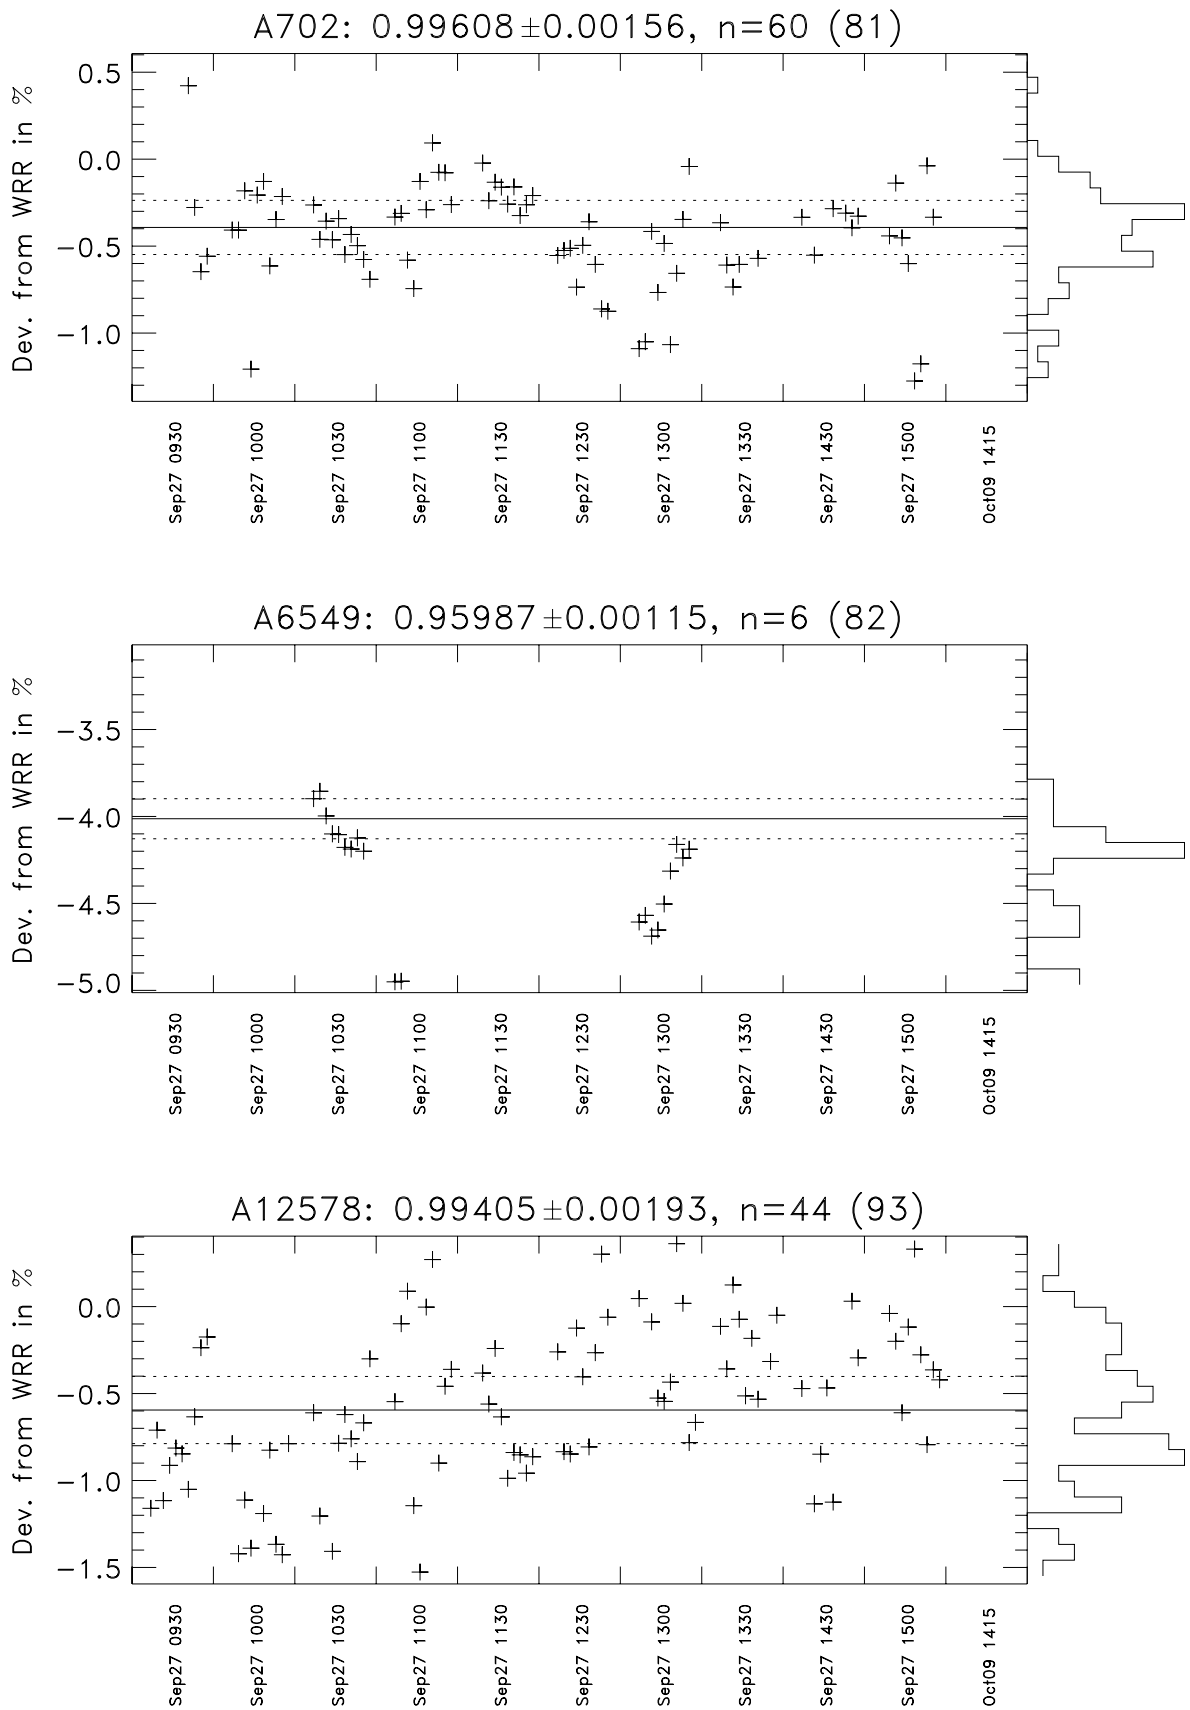 A702: 0.99608±0.00156, n=60 (81)
Dev. from WRR in %
0.5
0.0
−0.5
−1.0
Sep27 0930
Sep27 1000
Sep27 1030
Sep27 1100
Sep27 1130
Sep27 1230
Sep27 1300
Sep27 1330
Sep27 1430
Sep27 1500
Oct09 1415
A6549: 0.95987±0.00115, n=6 (82)
Dev. from WRR in %
−3.5
−4.0
−4.5
−5.0
Sep27 0930
Sep27 1000
Sep27 1030
Sep27 1100
Sep27 1130
Sep27 1230
Sep27 1300
Sep27 1330
Sep27 1430
Sep27 1500
Oct09 1415
A12578: 0.99405±0.00193, n=44 (93)
Dev. from WRR in %
0.0
−0.5
−1.0
−1.5
Sep27 0930
Sep27 1000
Sep27 1030
Sep27 1100
Sep27 1130
Sep27 1230
Sep27 1300
Sep27 1330
Sep27 1430
Sep27 1500
Oct09 1415